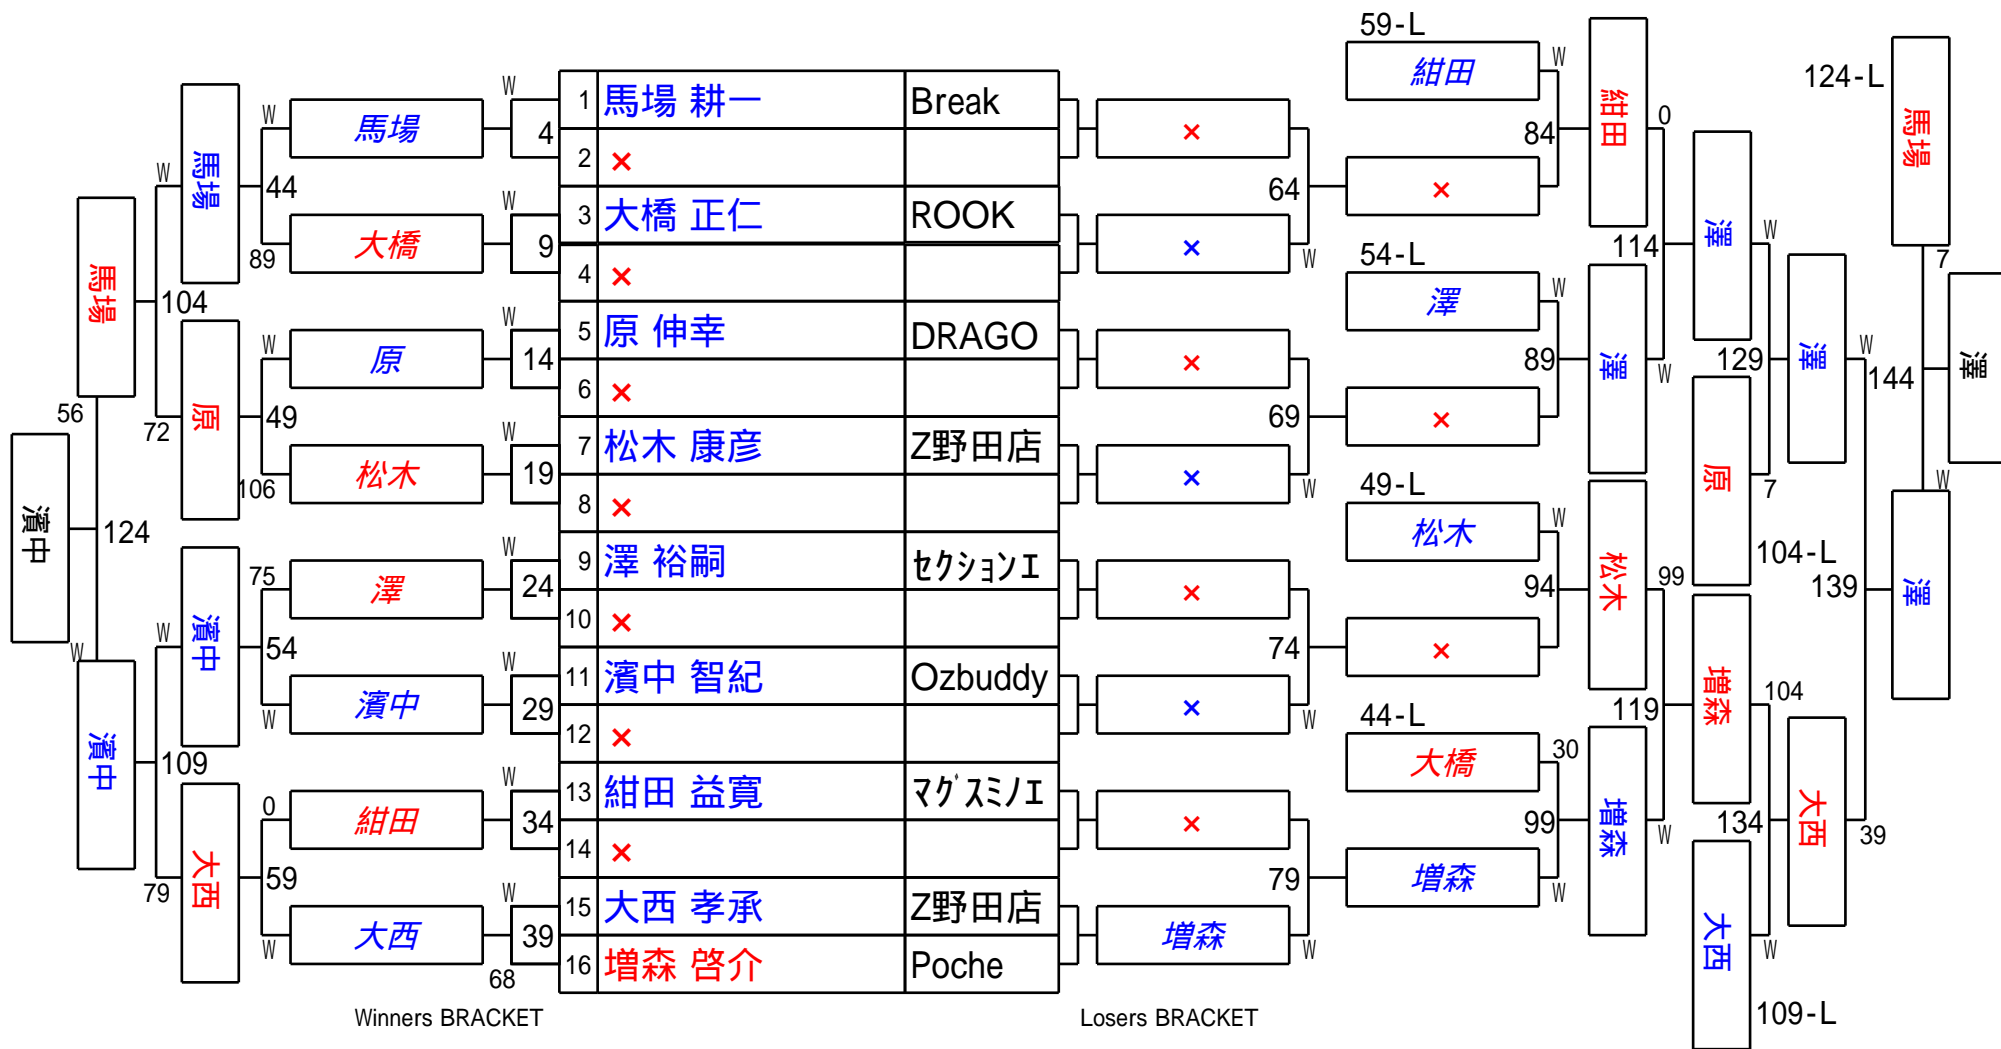 59-L
W
紺田
W
紺田
0
84
×
124-L
馬場
W
馬場
W
馬場
W
4
1 馬場 耕一 Break
2 ×
×
64
W
44
89
大橋
W
9
3 大橋 正仁 ROOK
4 ×
×
W
54-L
澤
W
89
×
澤
W
114
澤
W
馬場
104
72
原
W
49
原
W
14
5 原 伸幸 DRAGO
6 ×
×
69
106
松木
W
19
7 松木 康彦 Z野田店
8 ×
×
W
49-L
松木
W
94
×
松木
99
129
原
7
104-L
澤
W
144
7
澤
W
澤
139
56
濱中
124
W
濱中
W
75
澤
W
24
9 澤 裕嗣 セクションエ
10 ×
×
74
54
W
濱中
W
29
11 濱中 智紀 Ozbuddy
12 ×
×
W
44-L
大橋
30
99
増森
W
増森
W
119
増森
104
濱中
109
79
大西
0
紺田
W
34
13 紺田 益寛 マグスミノエ
14 ×
×
79
59
W
大西
W
39
68
15 大西 孝承 Z野田店
16 増森 啓介 Poche
増森
W
134
大西
W
109-L
大西
39
Winners BRACKET
Losers BRACKET